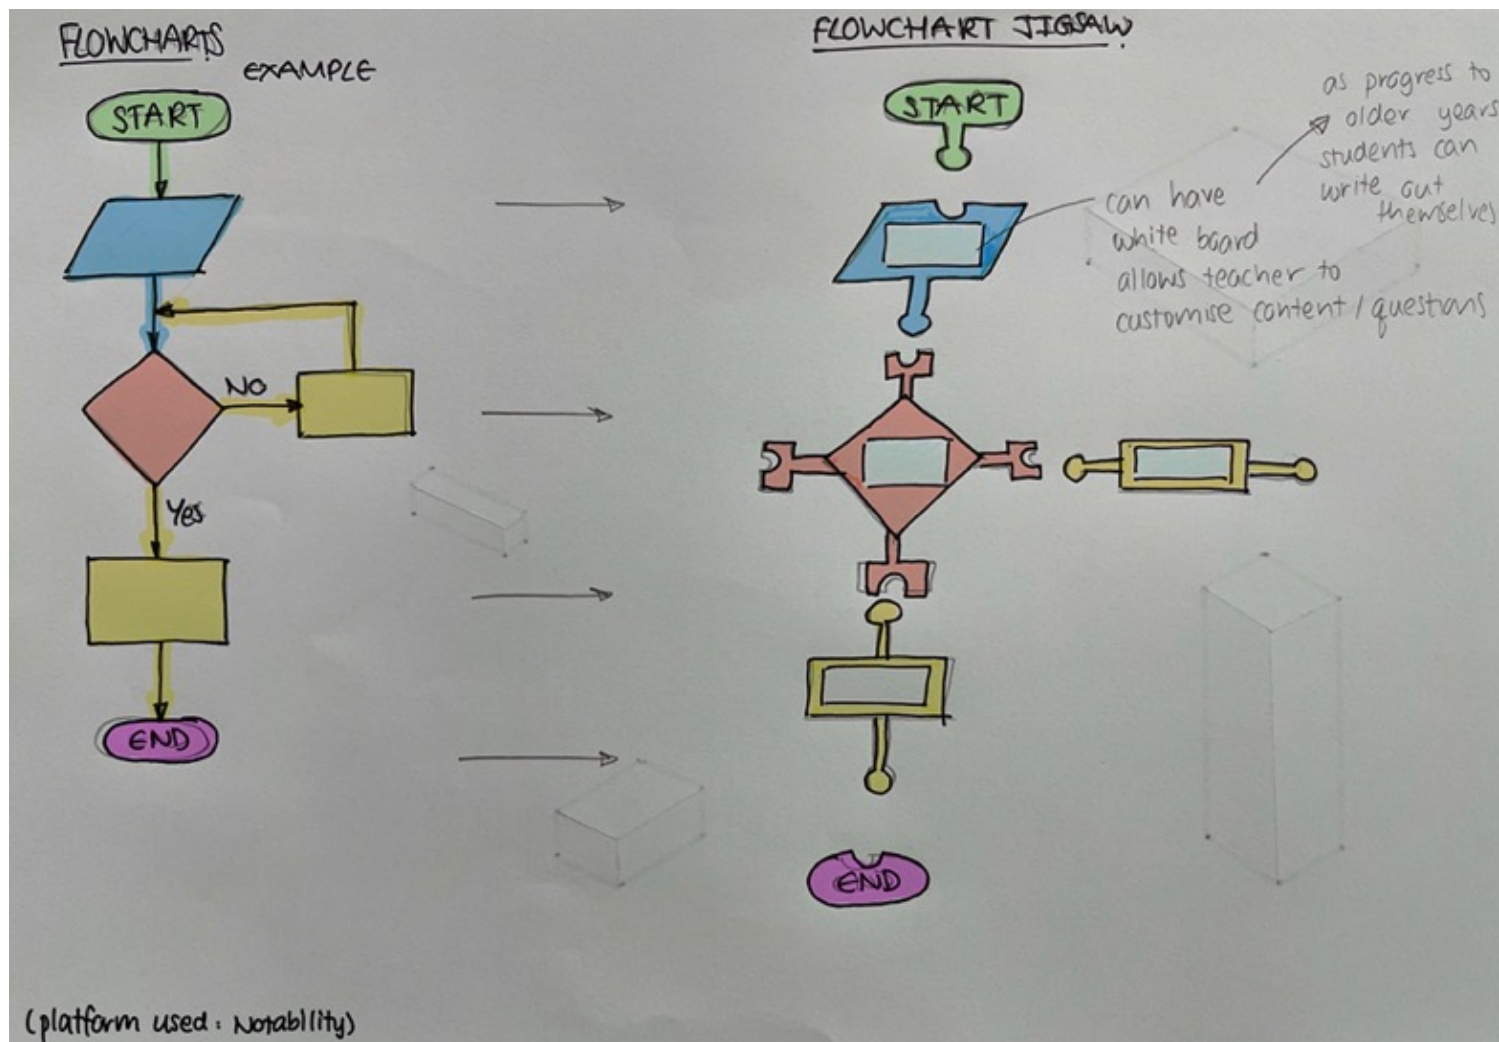 FLOWCHARTS
EXAMPLE
START
NO
Yes
END
FLOWCHART JIGSAW
START
can have
white board
allows teacher to
customise content / questions
as progress to
older years
students can
write out
themselves
END
(platform used: Notability)